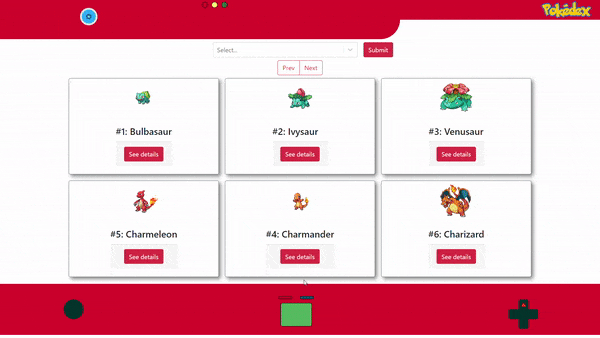 Pokédex
Select...
Submit
Prev
Next
#1: Bulbasaur
#2: Ivysaur
#3: Venusaur
See details
See details
See details
#5: Charmeleon
#4: Charmander
#6: Charizard
See details
See details
See details